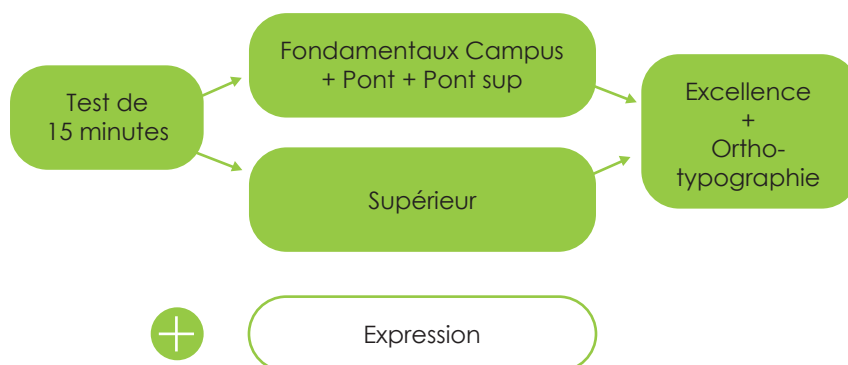 Test de
15 minutes
Fondamentaux Campus
+ Pont + Pont sup
Supérieur
Excellence
+
Ortho-
typographie
+
Expression